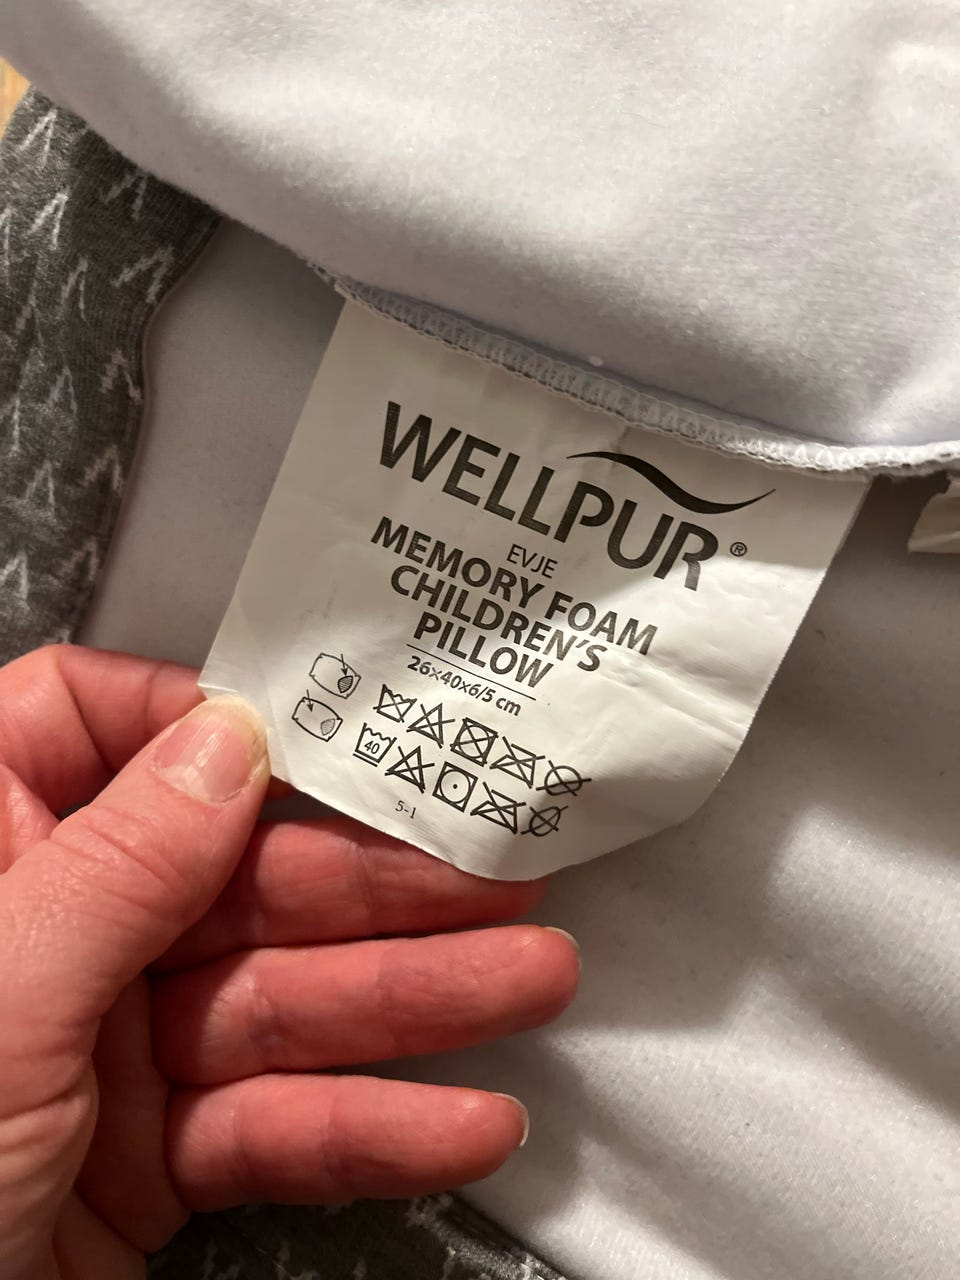 WELLPUR®
EVJE
MEMORY FOAM
CHILDREN'S
PILLOW
26x40x6/5 cm
40
5-1